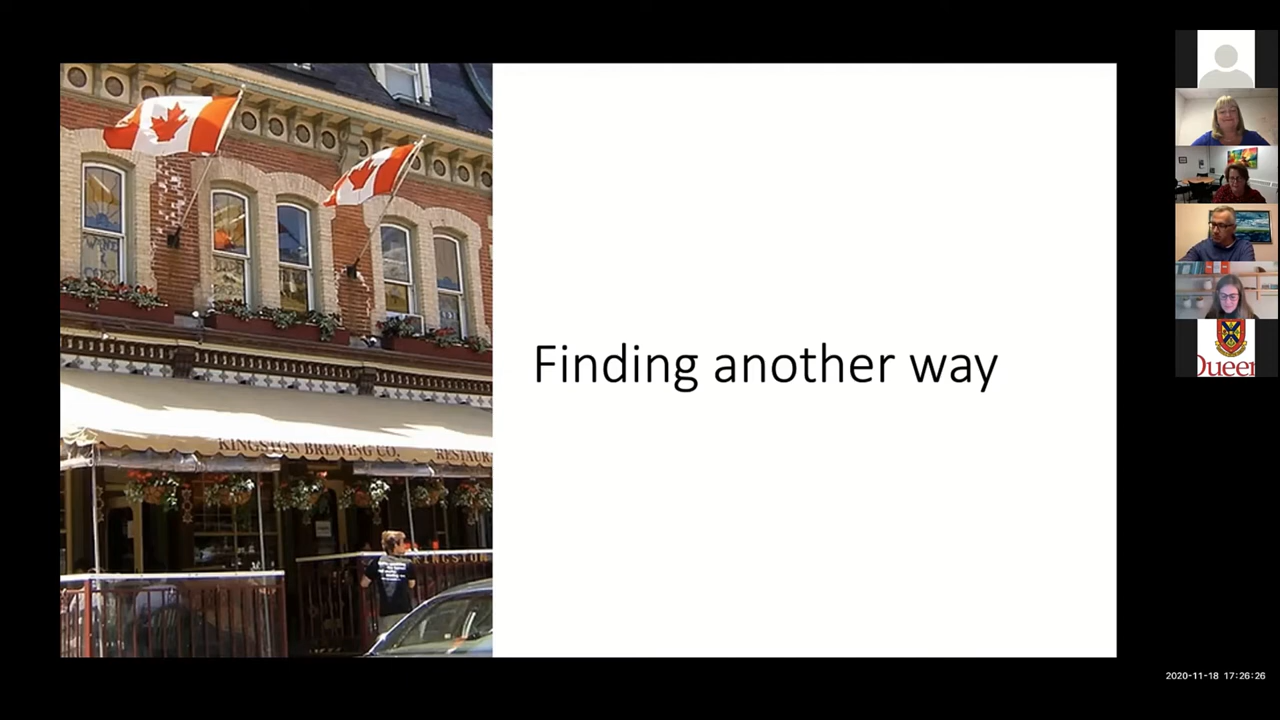 KINGSTON BREWING CO.
RESTAUR
KINGSTON
Finding another way
Queen
2020-11-18 17:26:26